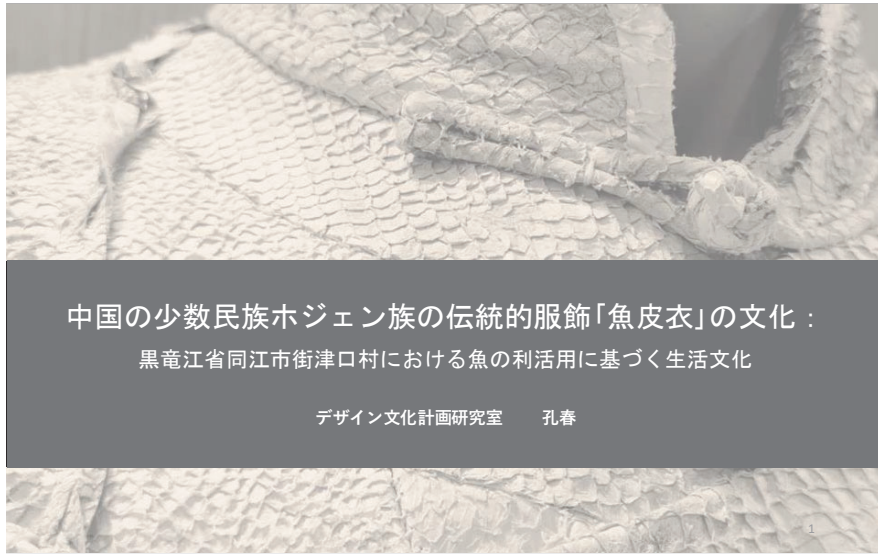 中国の少数民族ホジェン族の伝統的服飾｢魚皮衣｣の文化：
黒竜江省同江市街津口村における魚の利活用に基づく生活文化
デザイン文化計画研究室　　孔春
1